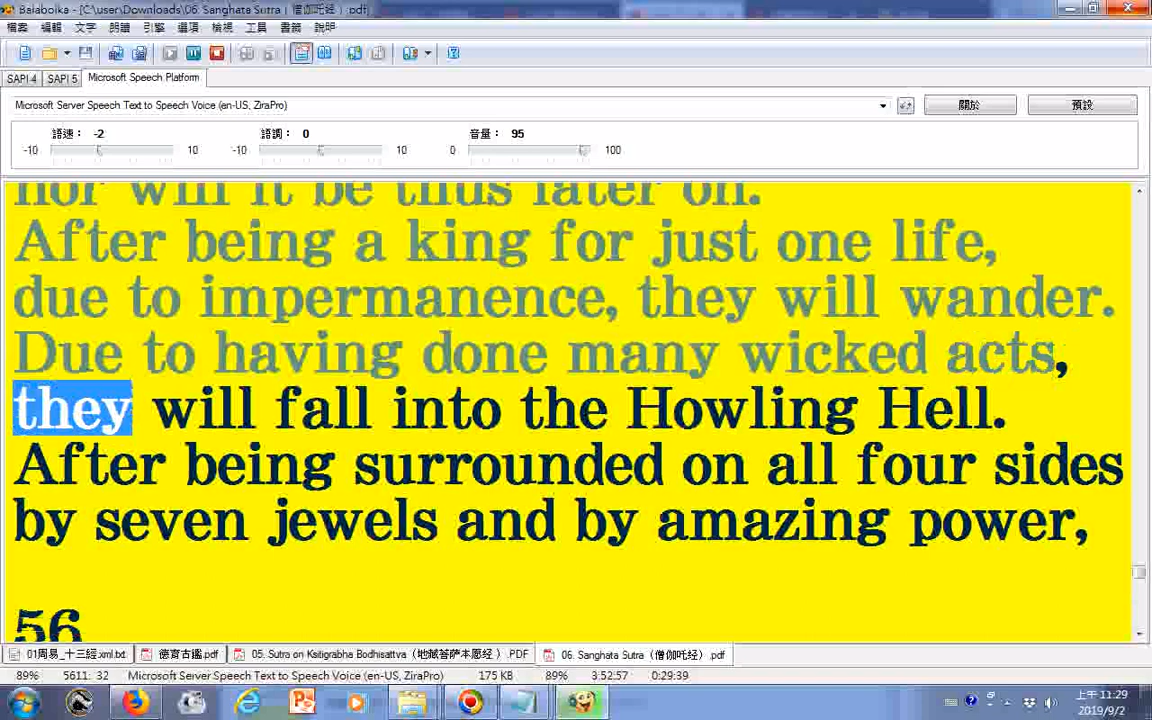 Balabolka - [C:\user\Downloads\06. Sanghata Sutra（僧伽吒经）.pdf]
檔案 編輯 文字 朗讀 引擎 選項 檢視 工具 書籤 說明
SAPI 4 SAPI 5 Microsoft Speech Platform
Microsoft Server Speech Text to Speech Voice (en-US, ZiraPro) 關於 預設
語速： -2 語調： 0 音量： 95
-10 10 -10 10 0 100
nor will it be thus later on.
After being a king for just one life,
due to impermanence, they will wander.
Due to having done many wicked acts,
they will fall into the Howling Hell.
After being surrounded on all four sides
by seven jewels and by amazing power,
56
01周易_十三經.xml.txt 德育古鑑.pdf 05. Sutra on Ksitigrabha Bodhisattva（地藏菩萨本愿经）.PDF 06. Sanghata Sutra（僧伽吒经）.pdf
89% 5611: 32 Microsoft Server Speech Text to Speech Voice (en-US, ZiraPro) 175 KB 89% 3:52:57 0:29:39
上午 11:29
2019/9/2